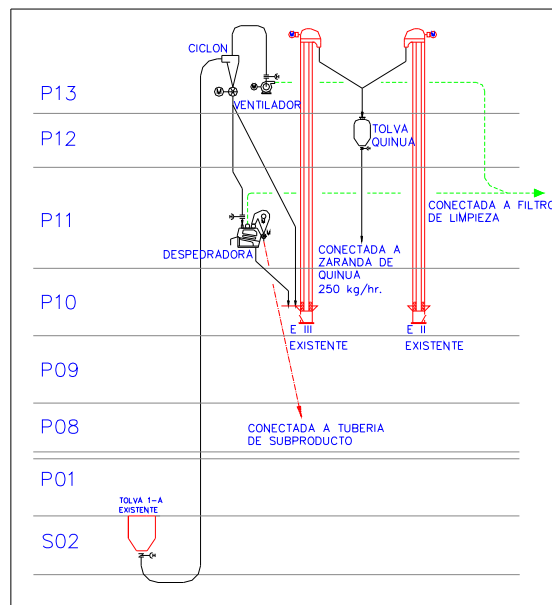 CICLON
P13
VENTILADOR
P12
TOLVA
QUINUA
P11
CONECTADA A FILTRO
DE LIMPIEZA
DESPEDRADORA
CONECTADA A
ZARANDA DE
QUINUA
250 kg/hr.
P10
E III
EXISTENTE
E II
EXISTENTE
P09
P08
CONECTADA A TUBERIA
DE SUBPRODUCTO
P01
TOLVA 1-A
EXISTENTE
S02